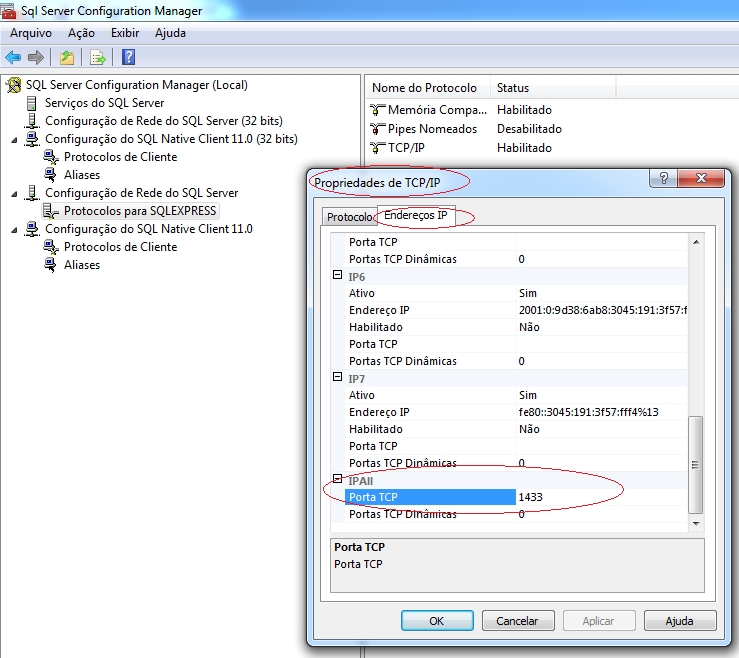 Sql Server Configuration Manager
Arquivo Ação Exibir Ajuda
SQL Server Configuration Manager (Local)
Serviços do SQL Server
Configuração de Rede do SQL Server (32 bits)
Configuração do SQL Native Client 11.0 (32 bits)
Protocolos de Cliente
Aliases
Configuração de Rede do SQL Server
Protocolos para SQLEXPRESS
Configuração do SQL Native Client 11.0
Protocolos de Cliente
Aliases
Nome do Protocolo Status
Memória Compa... Habilitado
Pipes Nomeados Desabilitado
TCP/IP Habilitado
Propriedades de TCP/IP
Protocolo Endereços IP
Porta TCP
Portas TCP Dinâmicas 0
IP6
Ativo Sim
Endereço IP 2001:0:9d38:6ab8:3045:191:3f57:f
Habilitado Não
Porta TCP
Portas TCP Dinâmicas 0
IP7
Ativo Sim
Endereço IP fe80::3045:191:3f57:fff4%13
Habilitado Não
Porta TCP
Portas TCP Dinâmicas 0
IPAll
Porta TCP 1433
Portas TCP Dinâmicas 0
Porta TCP
Porta TCP
OK Cancelar Aplicar Ajuda